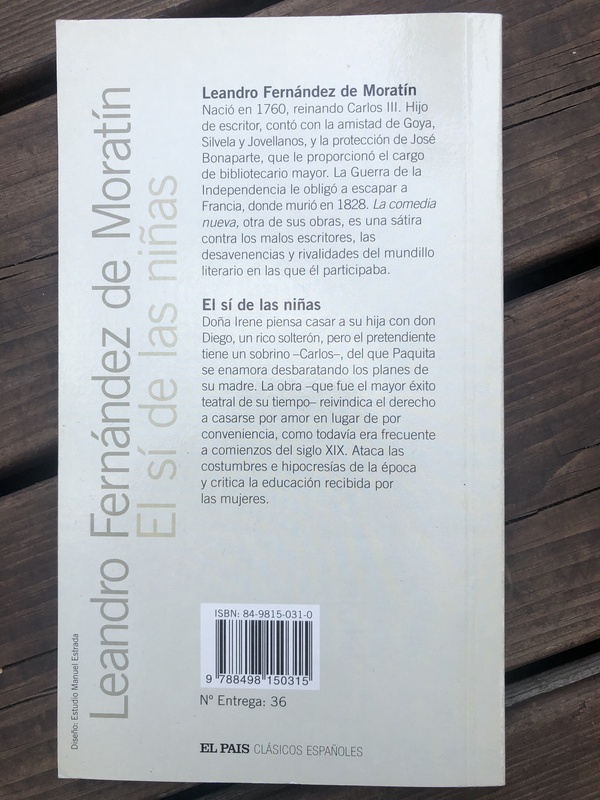 Leandro Fernández de Moratín
El sí de las niñas
Leandro Fernández de Moratín
Nació en 1760, reinando Carlos III. Hijo
de escritor, contó con la amistad de Goya,
Silvela y Jovellanos, y la protección de José
Bonaparte, que le proporcionó el cargo
de bibliotecario mayor. La Guerra de la
Independencia le obligó a escapar a
Francia, donde murió en 1828. La comedia
nueva, otra de sus obras, es una sátira
contra los malos escritores, las
desavenencias y rivalidades del mundillo
literario en las que él participaba.
El sí de las niñas
Doña Irene piensa casar a su hija con don
Diego, un rico solterón, pero el pretendiente
tiene un sobrino –Carlos–, del que Paquita
se enamora desbaratando los planes de
su madre. La obra –que fue el mayor éxito
teatral de su tiempo– reivindica el derecho
a casarse por amor en lugar de por
conveniencia, como todavía era frecuente
a comienzos del siglo XIX. Ataca las
costumbres e hipocresías de la época
y critica la educación recibida por
las mujeres.
ISBN: 84-9815-031-0
9 788498 150315
Nº Entrega: 36
EL PAIS CLÁSICOS ESPAÑOLES
Diseño: Estudio Manuel Estrada